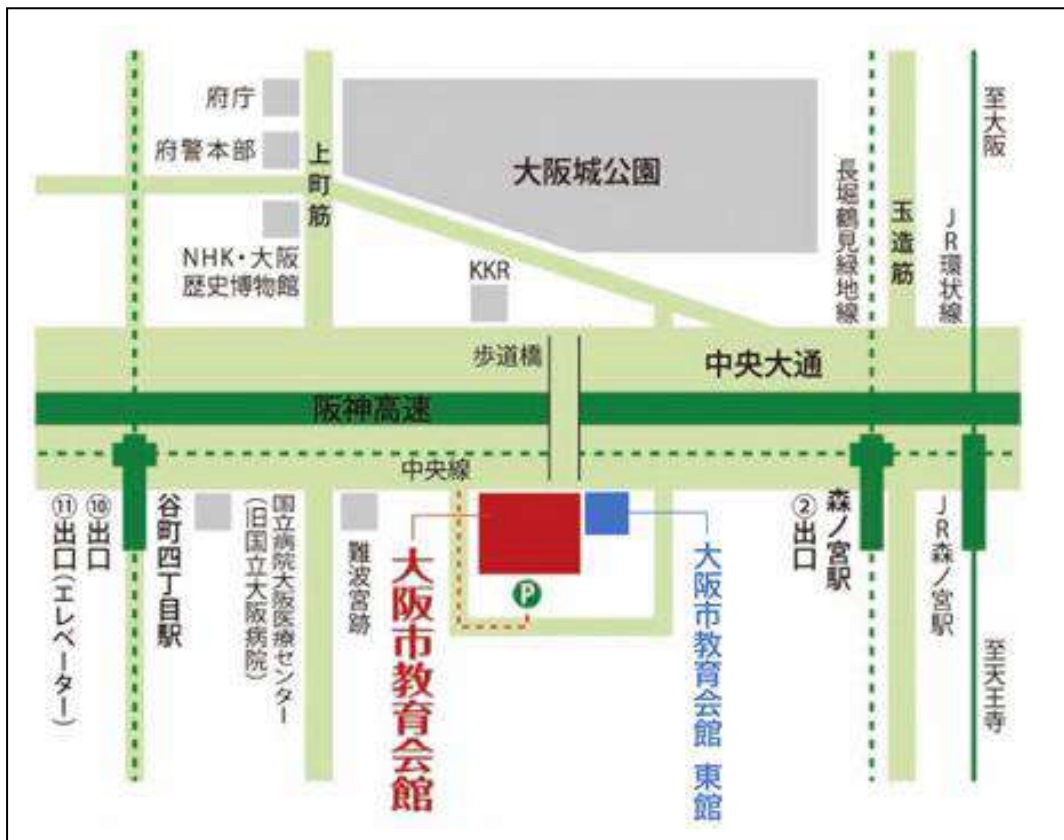 府庁
府警本部
上町筋
大阪城公園
長堀鶴見緑地線
玉造筋
至大阪
JR環状線
NHK・大阪
歴史博物館
KKR
歩道橋
中央大通
阪神高速
中央線
⑪出口(エレベーター)
⑩出口
谷町四丁目駅
国立病院大阪医療センター
(旧国立大阪病院)
難波宮跡
大阪市教育会館
P
大阪市教育会館 東館
②出口
森ノ宮駅
JR森ノ宮駅
至天王寺